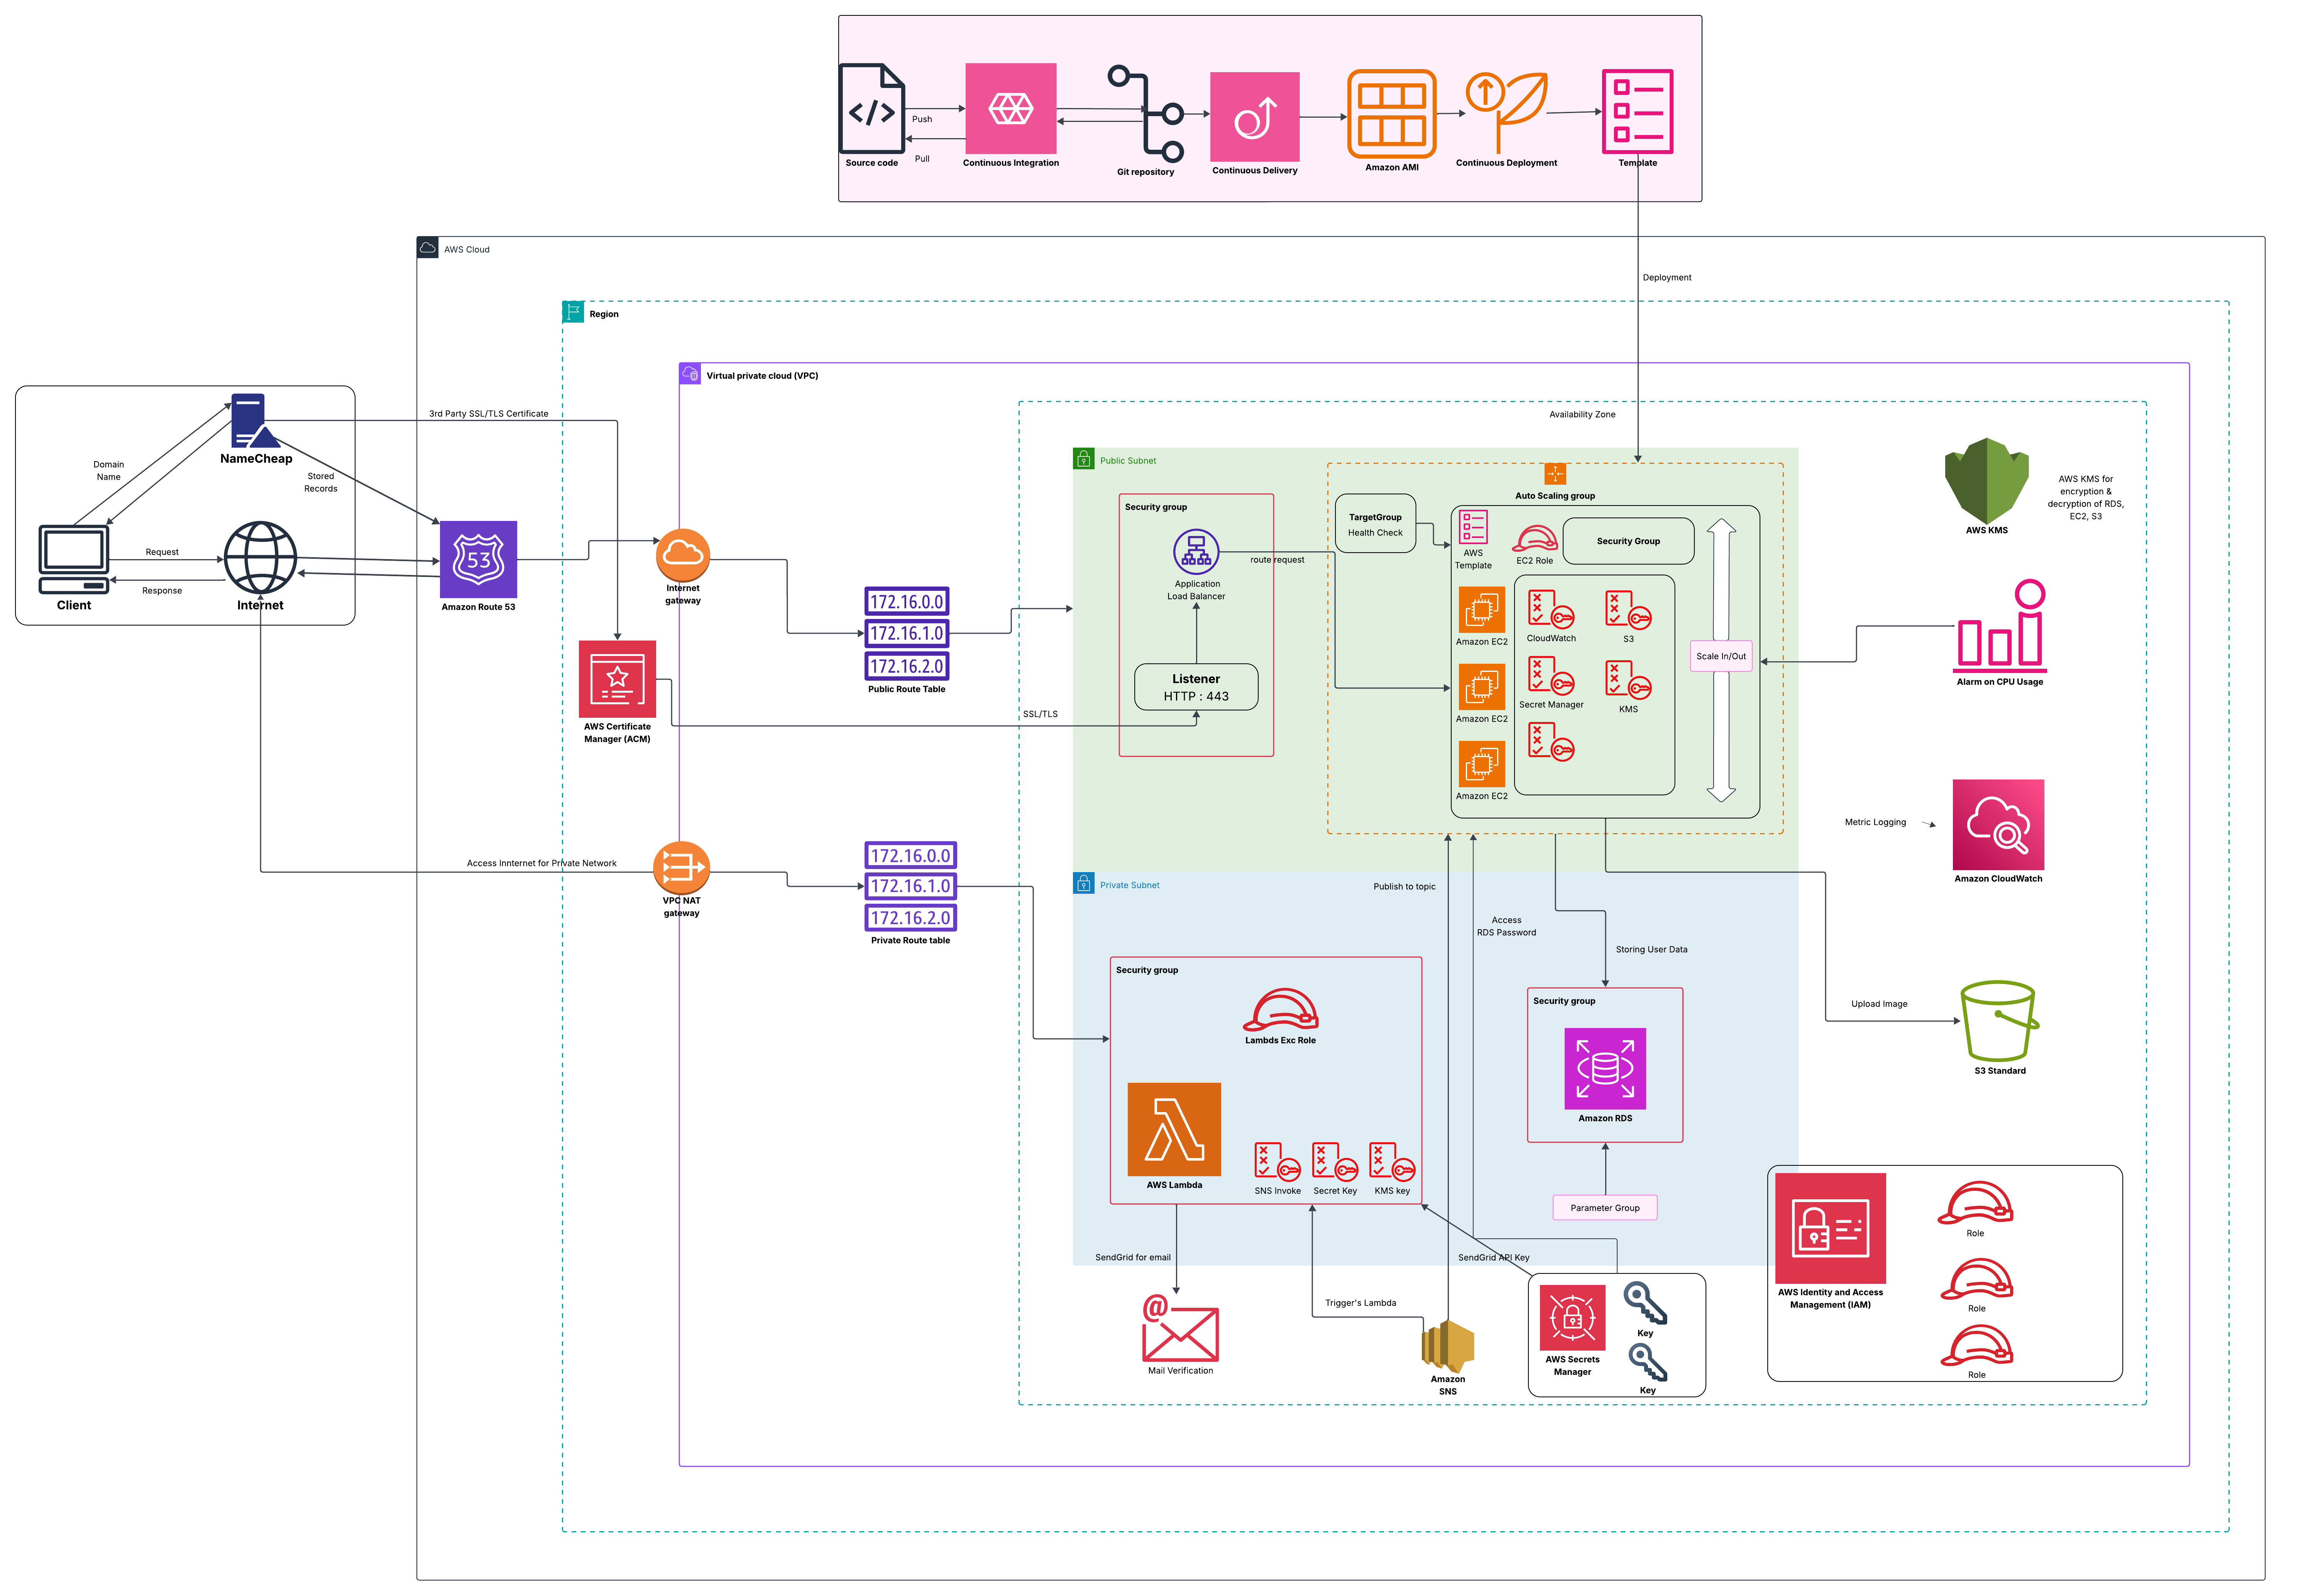 Source code
Push
Pull
Continuous Integration
Git repository
Continuous Delivery
Amazon AMI
Continuous Deployment
Template
AWS Cloud
Deployment
Region
Virtual private cloud (VPC)
Availability Zone
NameCheap
Domain
Name
Stored
Records
3rd Party SSL/TLS Certificate
Client
Request
Response
Internet
53
Amazon Route 53
Internet
gateway
AWS Certificate
Manager (ACM)
172.16.0.0
172.16.1.0
172.16.2.0
Public Route Table
SSL/TLS
Access Innternet for Private Network
VPC NAT
gateway
172.16.0.0
172.16.1.0
172.16.2.0
Private Route table
Public Subnet
Security group
Application
Load Balancer
route request
Listener
HTTP : 443
Auto Scaling group
TargetGroup
Health Check
AWS
Template
EC2 Role
Security Group
Amazon EC2
Amazon EC2
Amazon EC2
CloudWatch
S3
Secret Manager
KMS
Scale In/Out
AWS KMS
AWS KMS for
encryption &
decryption of RDS,
EC2, S3
Alarm on CPU Usage
Metric Logging
Amazon CloudWatch
Upload Image
S3 Standard
Private Subnet
Publish to topic
Access
RDS Password
Storing User Data
Security group
Lambds Exc Role
AWS Lambda
SNS Invoke
Secret Key
KMS key
Security group
Amazon RDS
Parameter Group
SendGrid for email
SendGrid API Key
@
Mail Verification
Trigger's Lambda
Amazon
SNS
AWS Secrets
Manager
Key
Key
AWS Identity and Access
Management (IAM)
Role
Role
Role